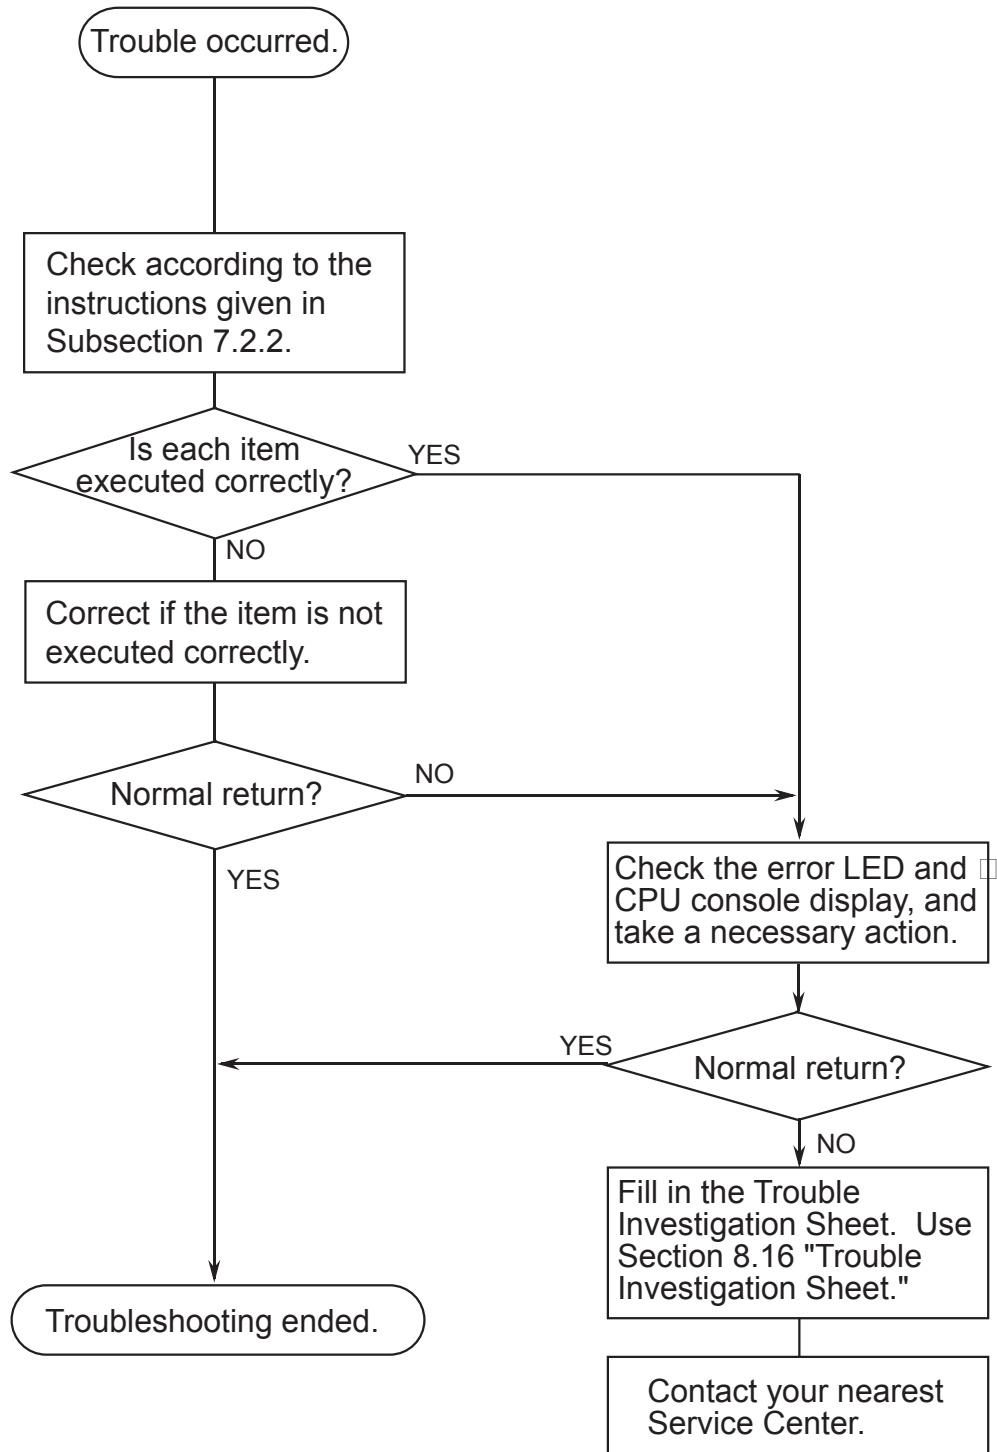 Trouble occurred.
Check according to the
instructions given in
Subsection 7.2.2.
Is each item
executed correctly?
YES
NO
Correct if the item is not
executed correctly.
Normal return?
NO
YES
Check the error LED and
CPU console display, and
take a necessary action.
Normal return?
YES
NO
Fill in the Trouble
Investigation Sheet.  Use
Section 8.16 "Trouble
Investigation Sheet."
Troubleshooting ended.
Contact your nearest
Service Center.